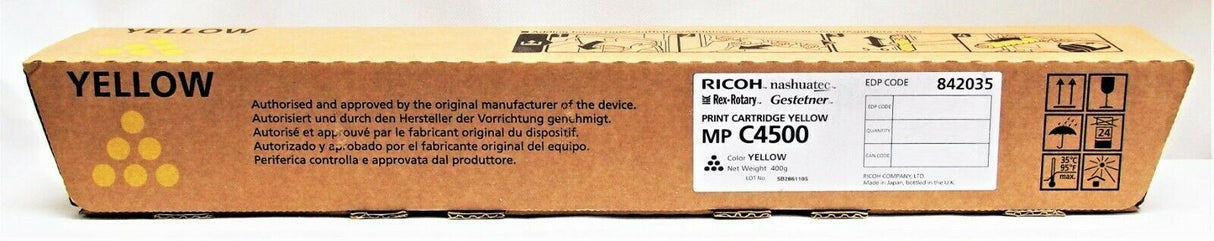 YELLOW
YELLOW
Authorised and approved by the original manufacturer of the device.
Autorisiert und durch den Hersteller der Vorrichtung genehmigt.
Autorisé et approuvé par le fabricant original du dispositif.
Autorizado y aprobado por el fabricante original del equipo.
Periferica controlla e approvata dal produttore.
RICOH nashuatec
Rex-Rotary Gestetner
PRINT CARTRIDGE YELLOW
MP C4500
Color YELLOW
Net Weight 400g
LOT No. SB2861105
EDP CODE 842035
EDP CODE
QUANTITY
EAN CODE
RICOH COMPANY, LTD.
Made in Japan, bottled in the U.K.
24
35°C
95°F
max.